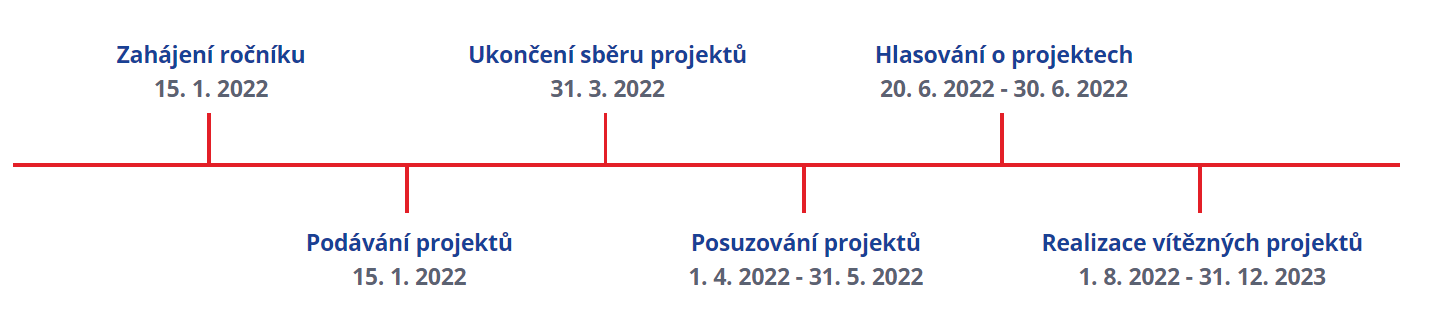 Zahájení ročníku
15. 1. 2022
Podávání projektů
15. 1. 2022
Ukončení sběru projektů
31. 3. 2022
Posuzování projektů
1. 4. 2022 - 31. 5. 2022
Hlasování o projektech
20. 6. 2022 - 30. 6. 2022
Realizace vítězných projektů
1. 8. 2022 - 31. 12. 2023